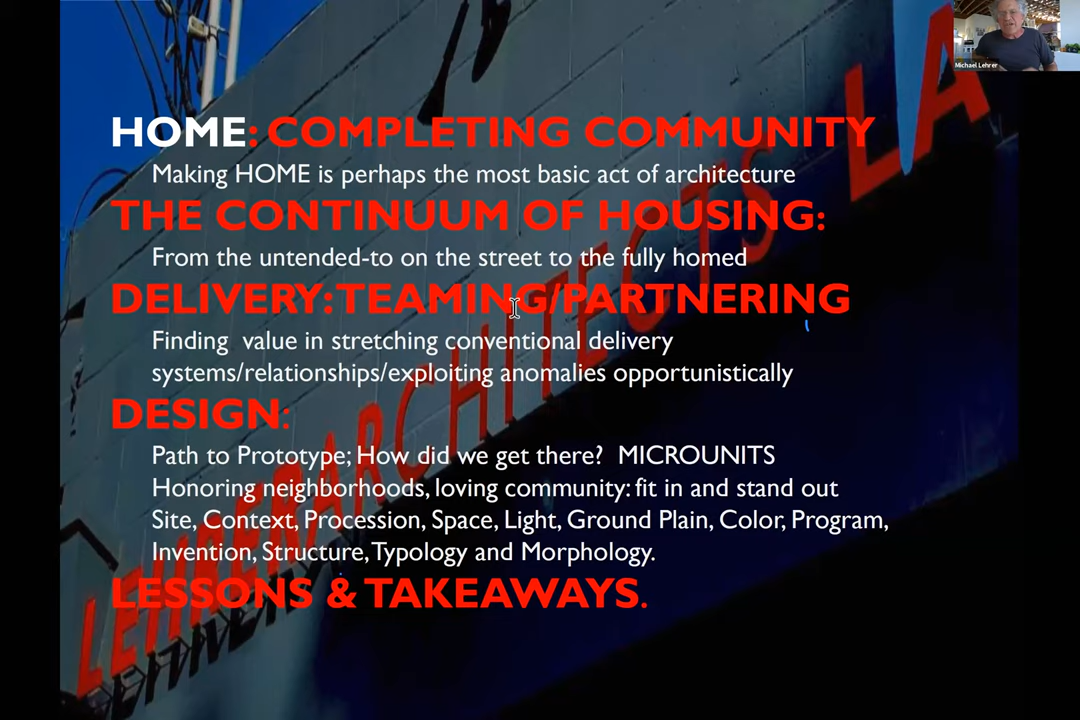 Michael Lehrer
HOME: COMPLETING COMMUNITY
Making HOME is perhaps the most basic act of architecture
THE CONTINUUM OF HOUSING:
From the untended-to on the street to the fully homed
DELIVERY: TEAMING/PARTNERING
Finding value in stretching conventional delivery
systems/relationships/exploiting anomalies opportunistically
DESIGN:
Path to Prototype; How did we get there? MICROUNITS
Honoring neighborhoods, loving community: fit in and stand out
Site, Context, Procession, Space, Light, Ground Plain, Color, Program,
Invention, Structure, Typology and Morphology.
LESSONS & TAKEAWAYS.
LEHRERARCHITECTS LA